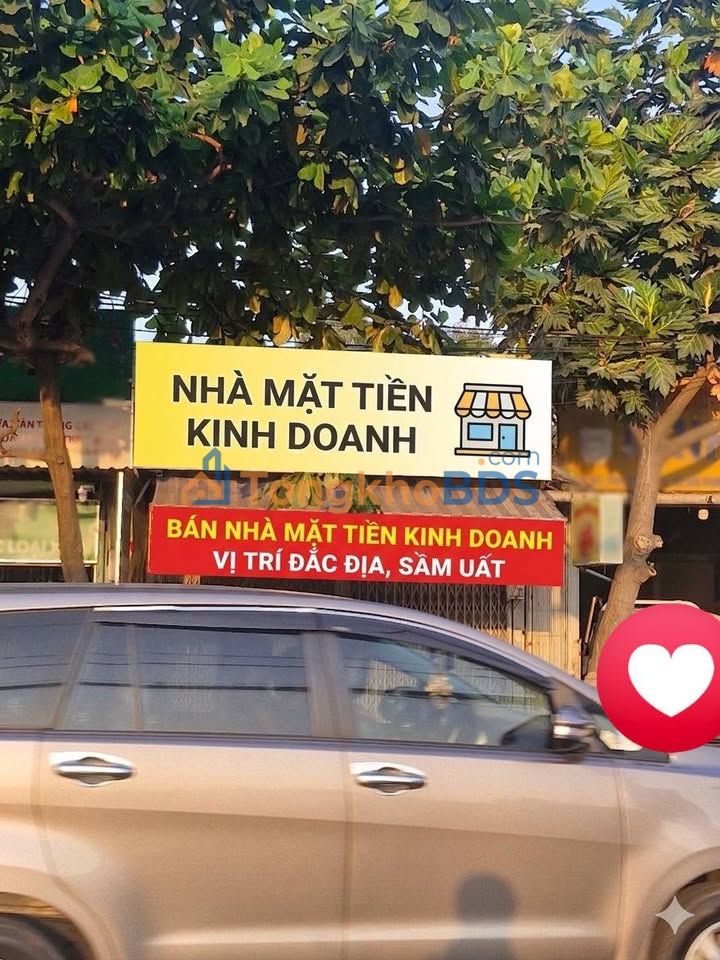 NHÀ MẶT TIỀN
KINH DOANH
.com
TongkhoBDS
BÁN NHÀ MẶT TIỀN KINH DOANH
VỊ TRÍ ĐẮC ĐỊA, SẦM UẤT